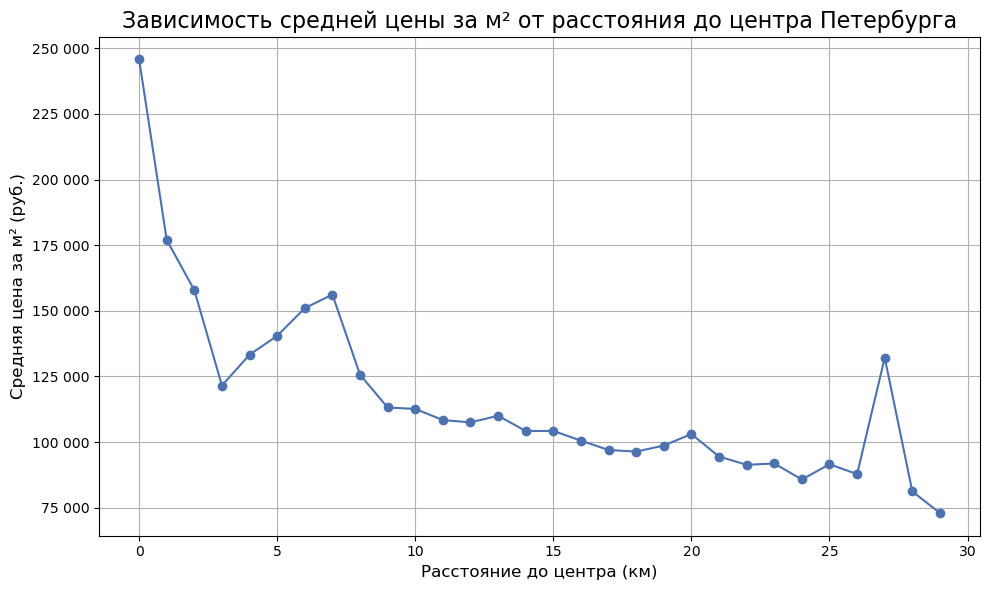 Зависимость средней цены за м² от расстояния до центра Петербурга
Средняя цена за м² (руб.)
250 000
225 000
200 000
175 000
150 000
125 000
100 000
75 000
0 5 10 15 20 25 30
Расстояние до центра (км)